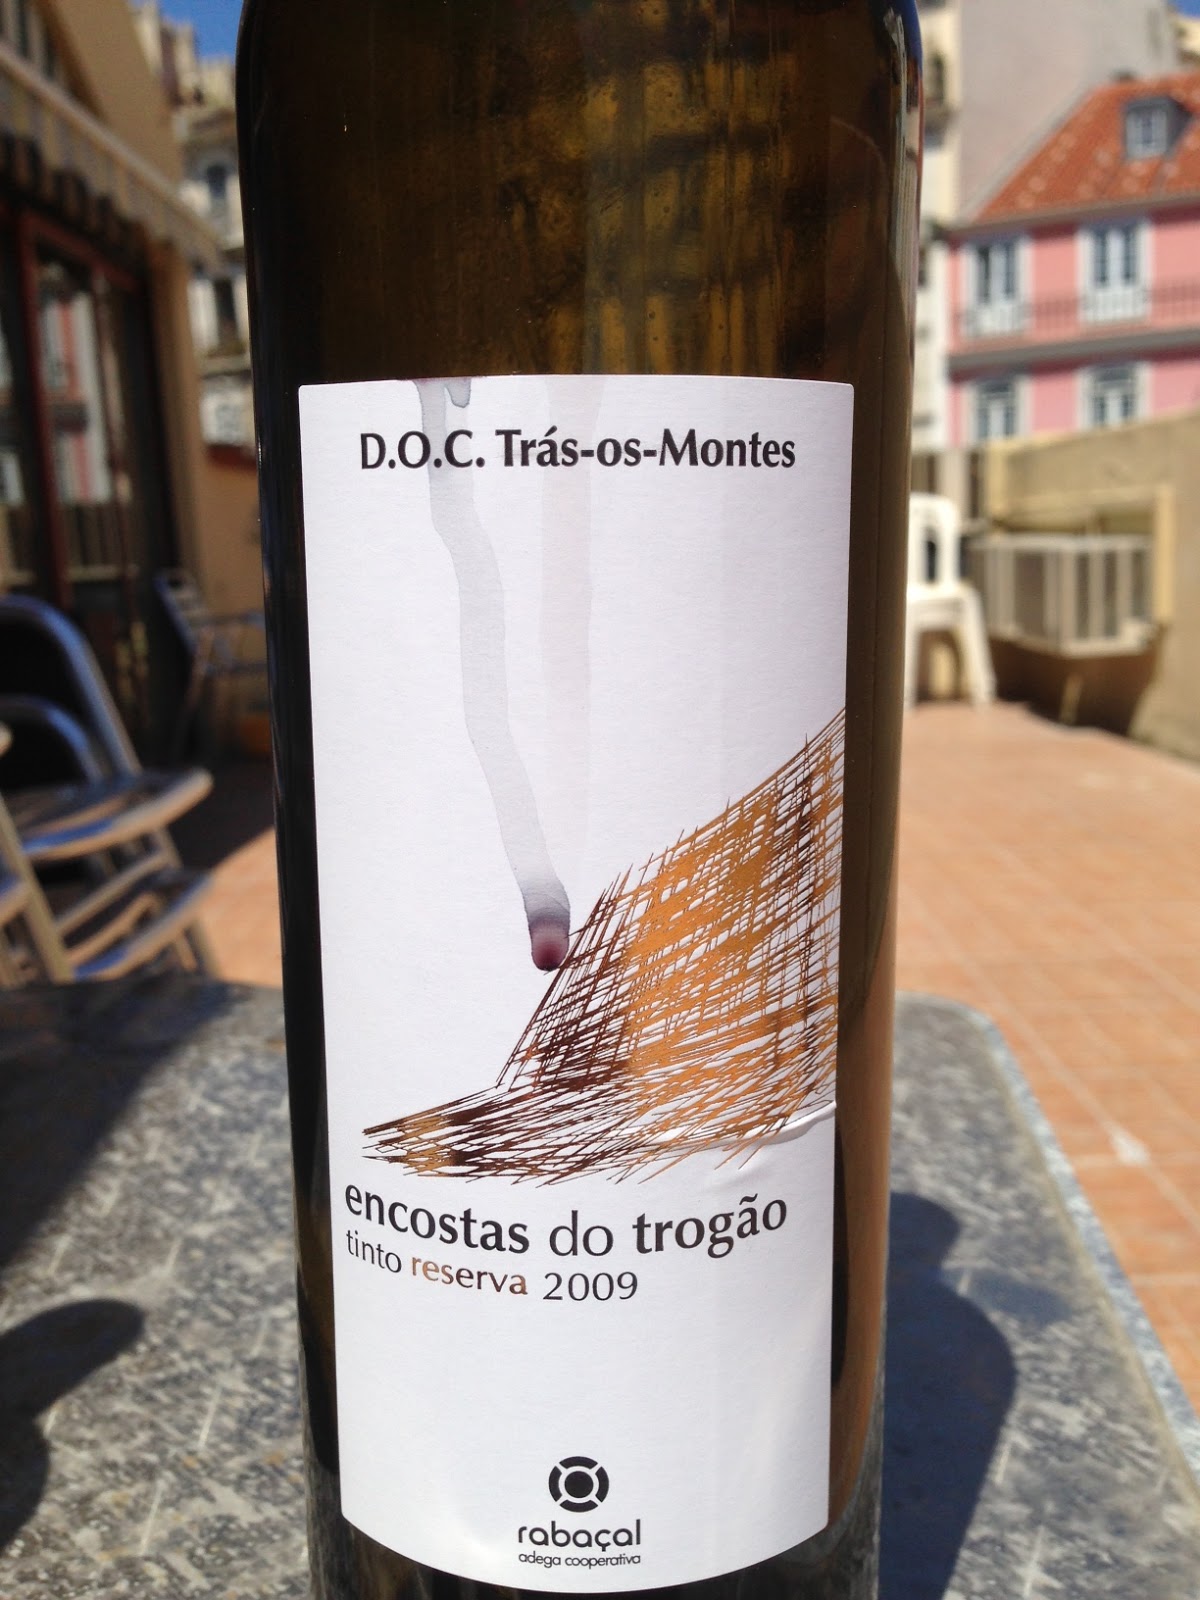 D.O.C. Trás-os-Montes
encostas do trogão
tinto reserva 2009
rabaçal
adega cooperativa